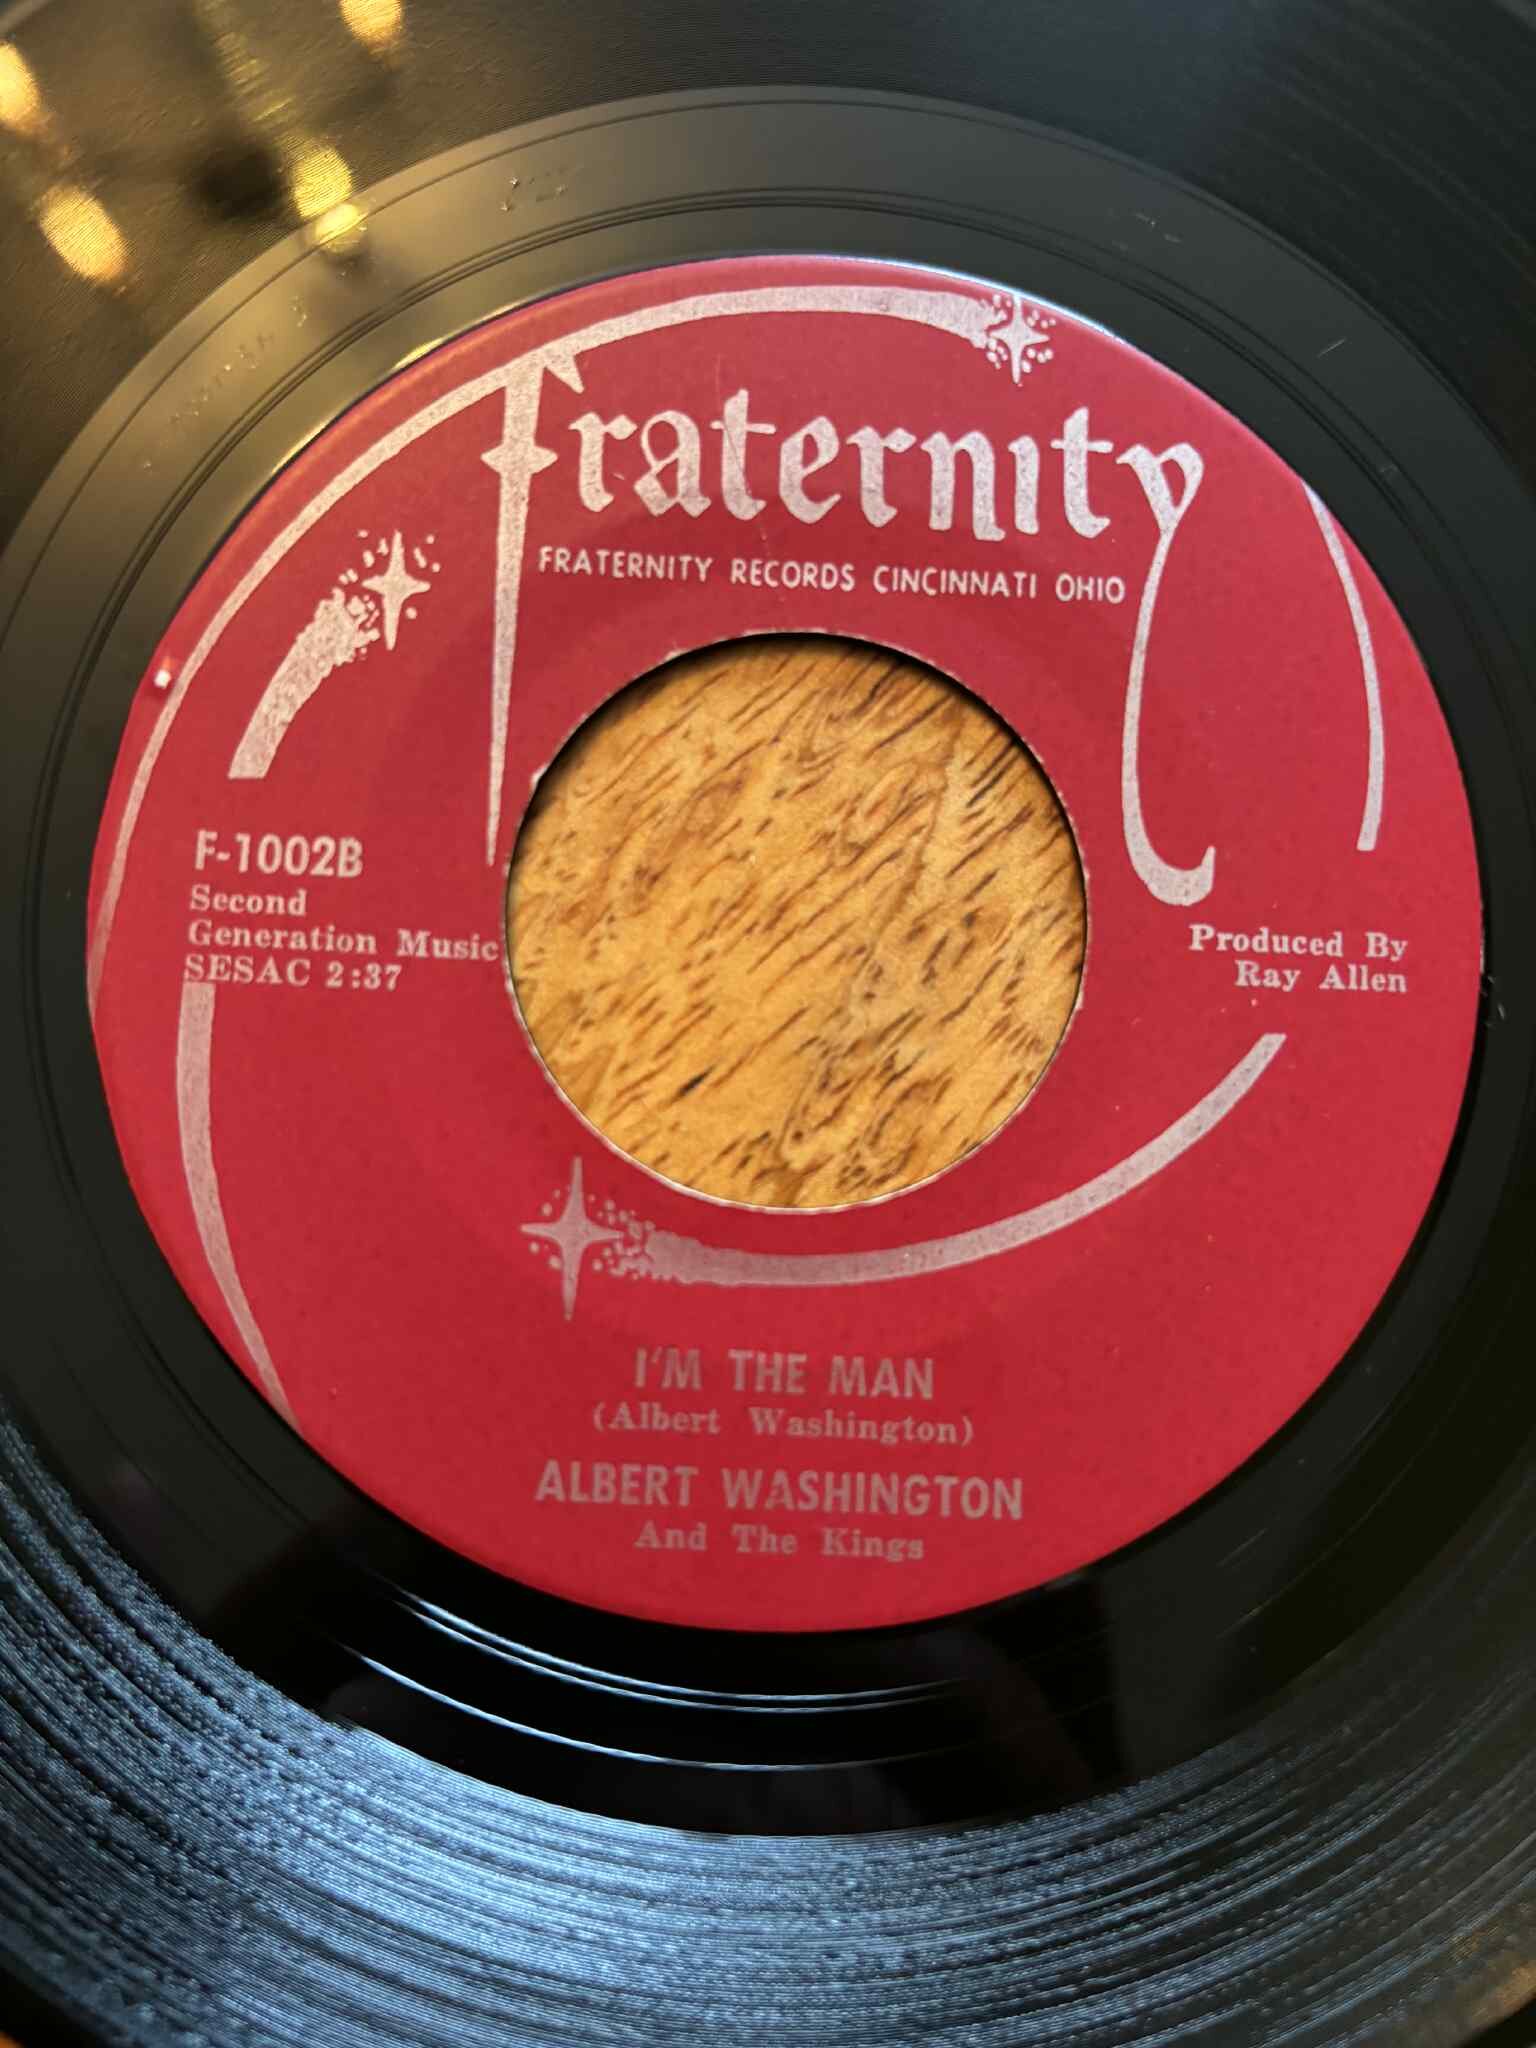 Fraternity
FRATERNITY RECORDS CINCINNATI OHIO
F-1002B
Second
Generation Music
SESAC 2:37
Produced By
Ray Allen
I'M THE MAN
(Albert Washington)
ALBERT WASHINGTON
And The Kings